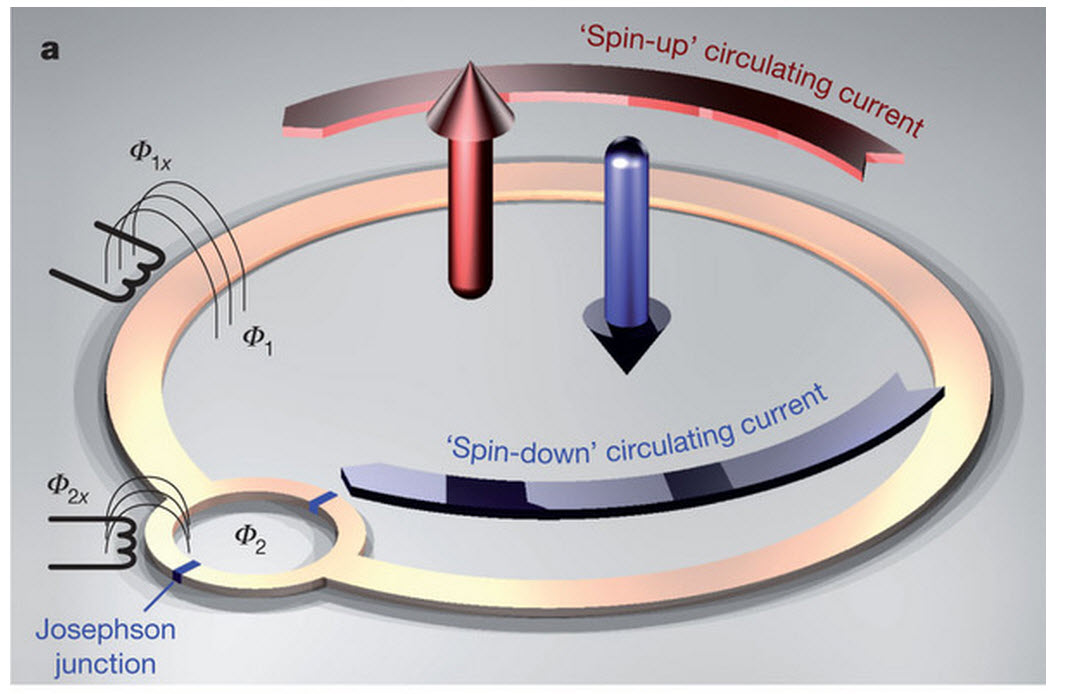 a
‘Spin-up’ circulating current
Φ1x
Φ1
‘Spin-down’ circulating current
Φ2x
Φ2
Josephson
junction